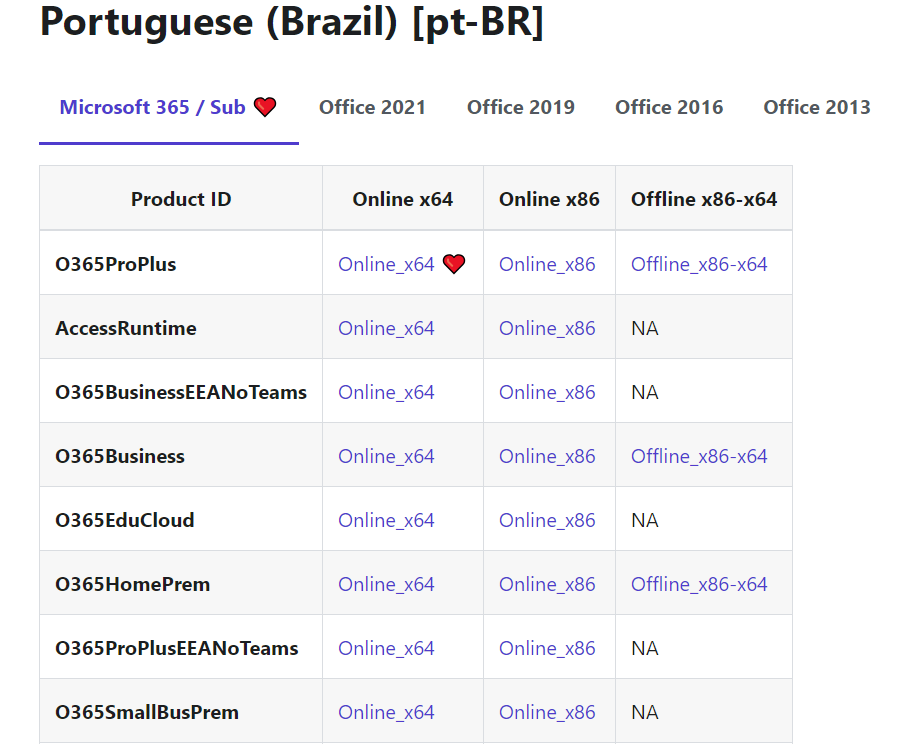 Portuguese (Brazil) [pt-BR]
Microsoft 365 / Sub ❤ Office 2021 Office 2019 Office 2016 Office 2013
Product ID Online x64 Online x86 Offline x86-x64
O365ProPlus Online_x64 ❤ Online_x86 Offline_x86-x64
AccessRuntime Online_x64 Online_x86 NA
O365BusinessEEANoTeams Online_x64 Online_x86 NA
O365Business Online_x64 Online_x86 Offline_x86-x64
O365EduCloud Online_x64 Online_x86 NA
O365HomePrem Online_x64 Online_x86 Offline_x86-x64
O365ProPlusEEANoTeams Online_x64 Online_x86 NA
O365SmallBusPrem Online_x64 Online_x86 NA